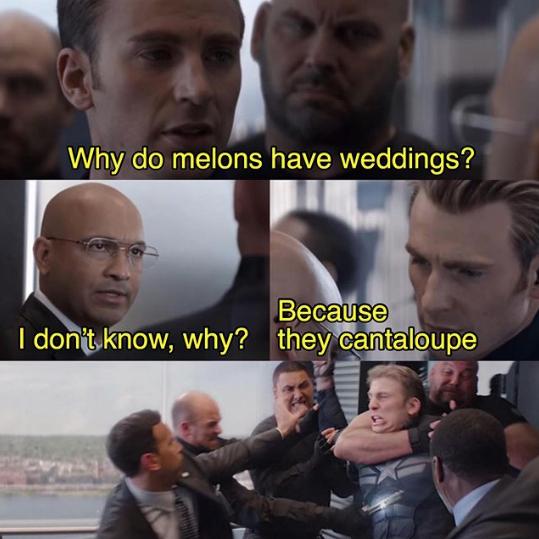 Why do melons have weddings?
I don't know, why?
Because
they cantaloupe